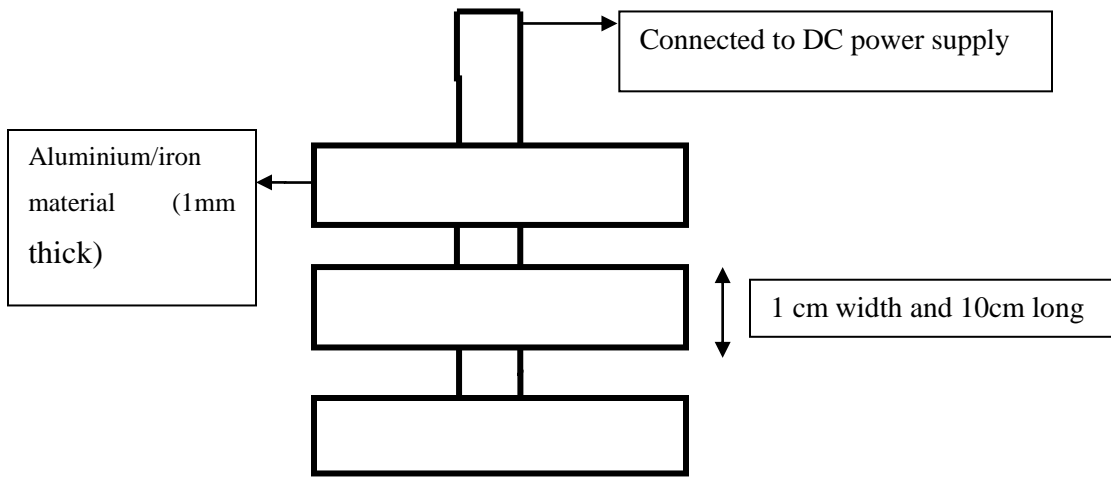 Connected to DC power supply
Aluminium/iron
material (1mm
thick)
1 cm width and 10cm long